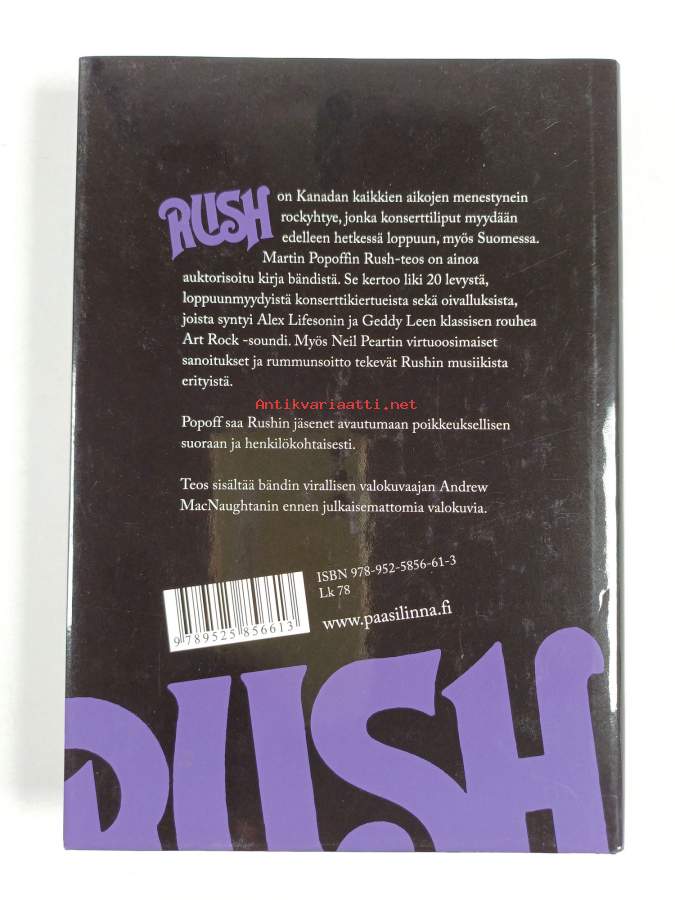 RUSH on Kanadan kaikkien aikojen menestynein
rockyhtye, jonka konserttiliput myydään
edelleen hetkessä loppuun, myös Suomessa.
Martin Popoffin Rush-teos on ainoa
auktorisoitu kirja bändistä. Se kertoo liki 20 levystä,
loppuunmyydyistä konserttikiertueista sekä oivalluksista,
joista syntyi Alex Lifesonin ja Geddy Leen klassisen rouhea
Art Rock -soundi. Myös Neil Peartin virtuoosimaiset
sanoitukset ja rummunsoitto tekevät Rushin musiikista
erityistä.
Antikvariaatti.net
Popoff saa Rushin jäsenet avautumaan poikkeuksellisen
suoraan ja henkilökohtaisesti.
Teos sisältää bändin virallisen valokuvaajan Andrew
MacNaughtanin ennen julkaisemattomia valokuvia.
ISBN 978-952-5856-61-3
Lk 78
www.paasilinna.fi
9 789525 856613
RUSH